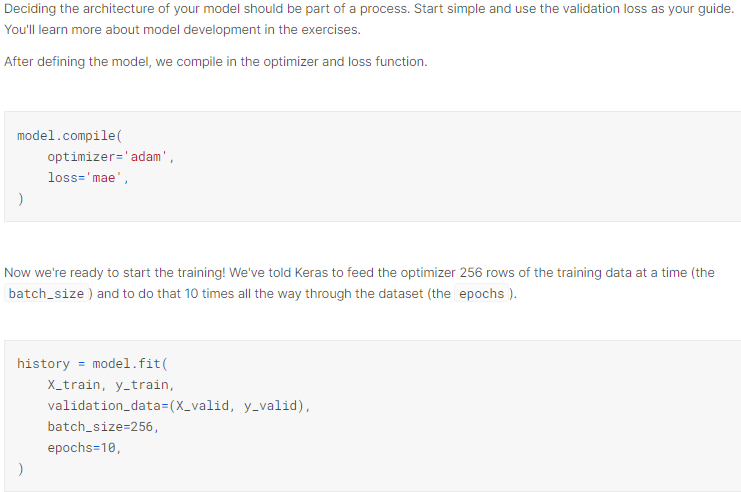 Deciding the architecture of your model should be part of a process. Start simple and use the validation loss as your guide.
You'll learn more about model development in the exercises.
After defining the model, we compile in the optimizer and loss function.
model.compile(
    optimizer='adam',
    loss='mae',
)
Now we're ready to start the training! We've told Keras to feed the optimizer 256 rows of the training data at a time (the
batch_size ) and to do that 10 times all the way through the dataset (the epochs ).
history = model.fit(
    X_train, y_train,
    validation_data=(X_valid, y_valid),
    batch_size=256,
    epochs=10,
)